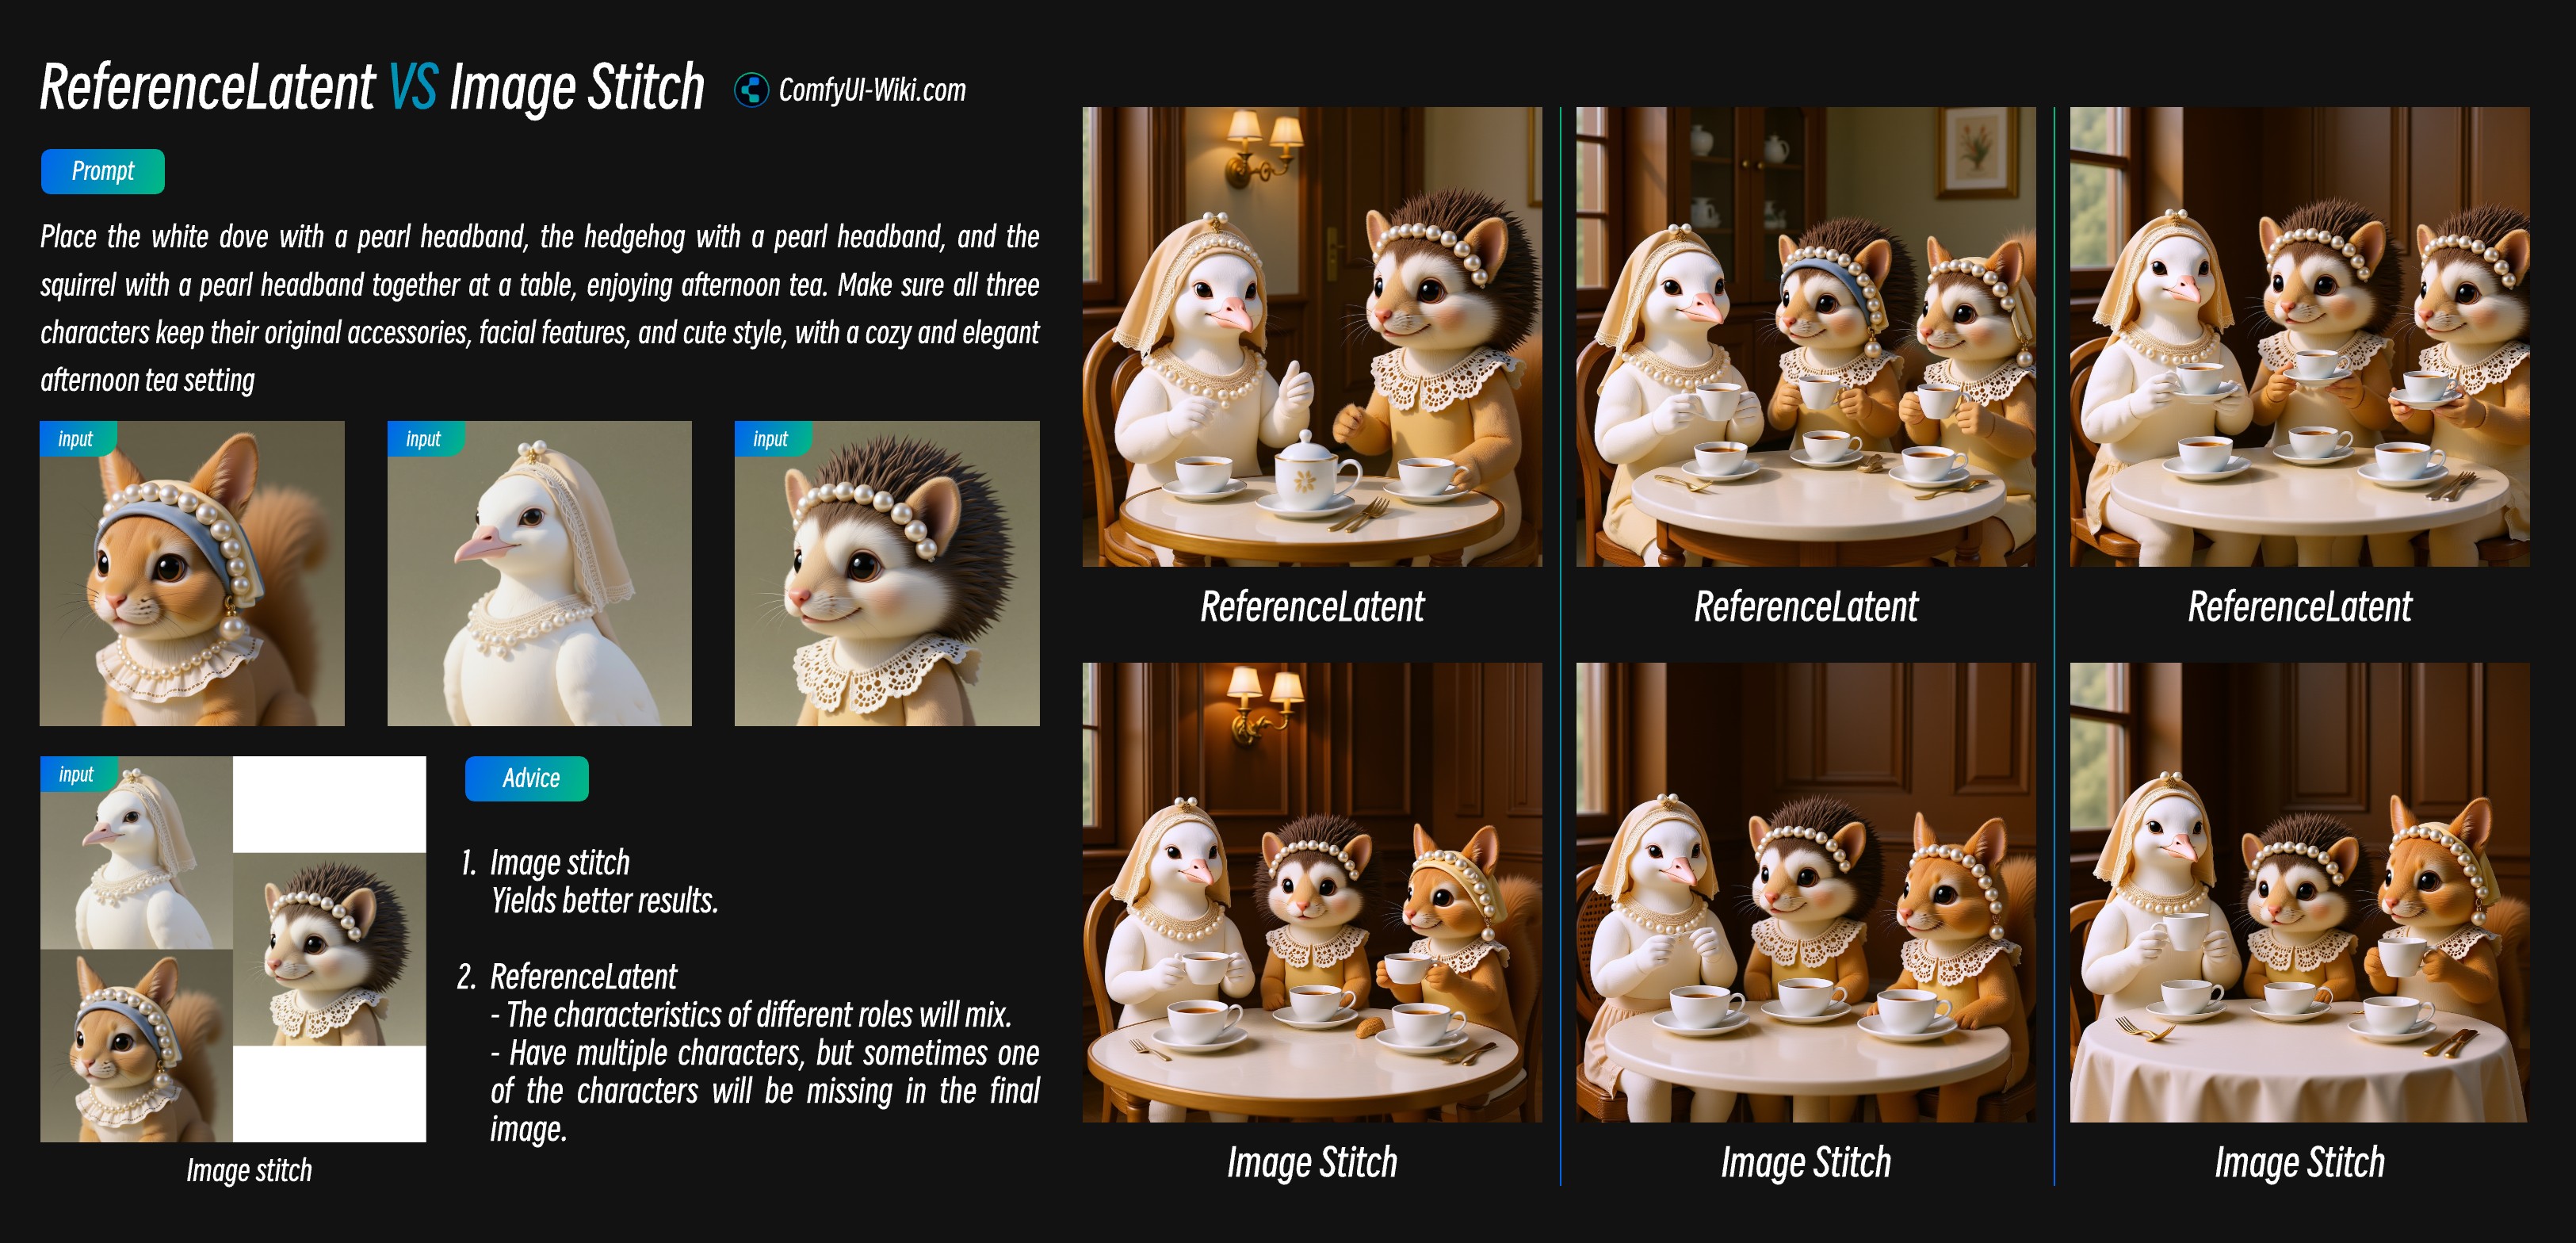 ReferenceLatent VS Image Stitch
ComfyUI-Wiki.com
Prompt
Place the white dove with a pearl headband, the hedgehog with a pearl headband, and the
squirrel with a pearl headband together at a table, enjoying afternoon tea. Make sure all three
characters keep their original accessories, facial features, and cute style, with a cozy and elegant
afternoon tea setting
input
input
input
input
Image stitch
Advice
1. Image stitch
Yields better results.
2. ReferenceLatent
- The characteristics of different roles will mix.
- Have multiple characters, but sometimes one
of the characters will be missing in the final
image.
ReferenceLatent
ReferenceLatent
ReferenceLatent
Image Stitch
Image Stitch
Image Stitch